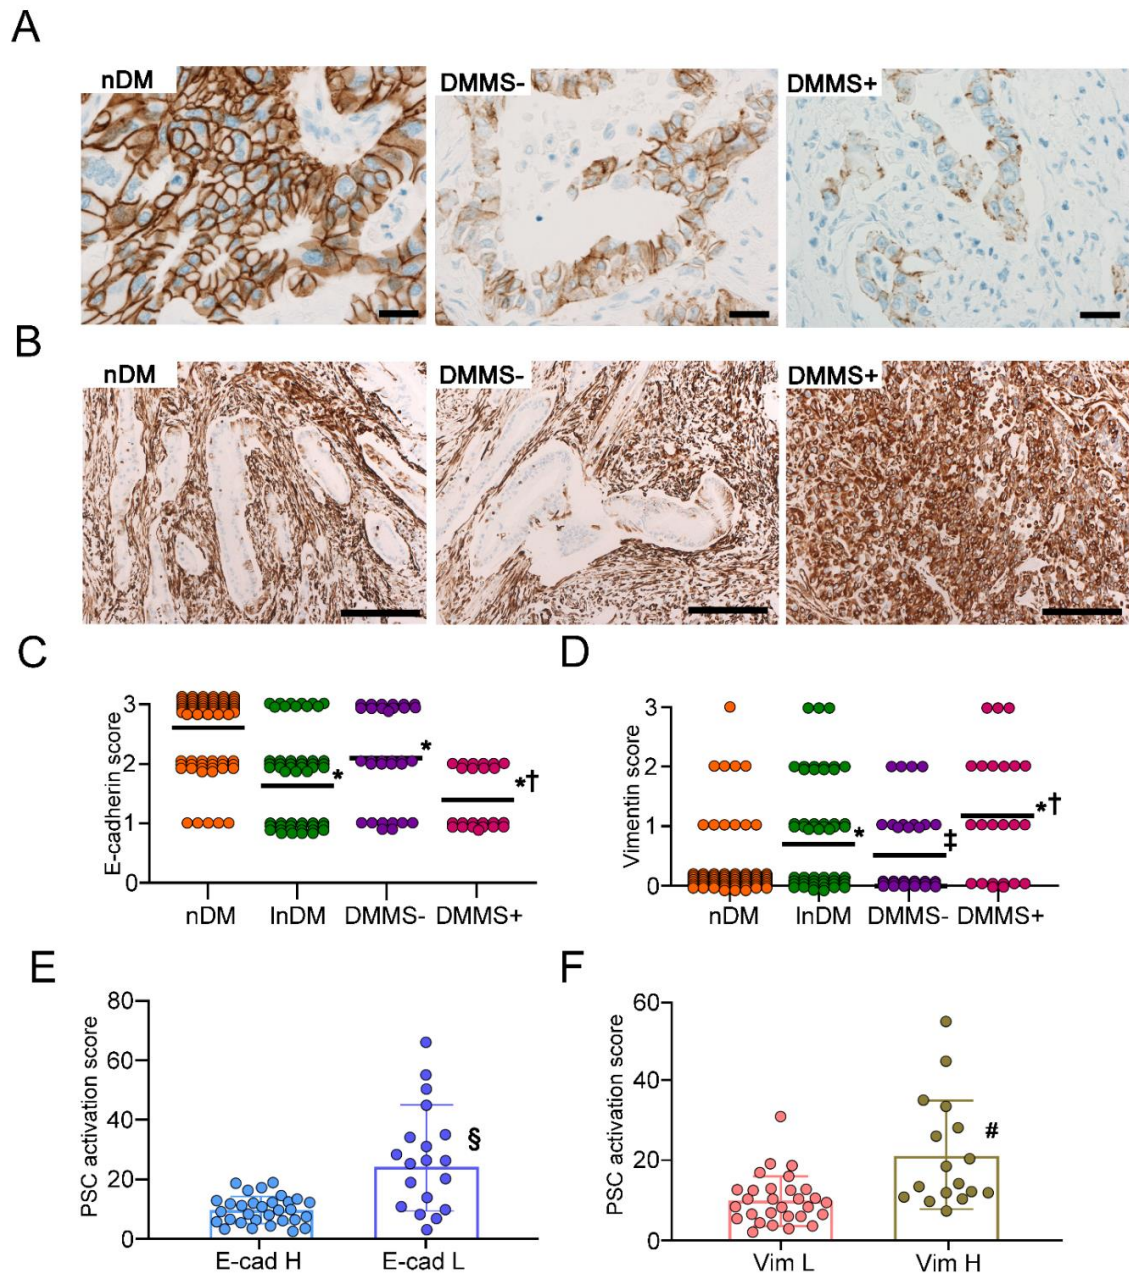 A
nDM
DMMS-
DMMS+
B
nDM
DMMS-
DMMS+
C
E-cadherin score
3
2
1
0
*
*
*†
nDM
InDM
DMMS-
DMMS+
D
Vimentin score
3
2
1
0
*
‡
*†
nDM
InDM
DMMS-
DMMS+
E
PSC activation score
80
60
40
20
0
§
E-cad H
E-cad L
F
PSC activation score
60
40
20
0
#
Vim L
Vim H